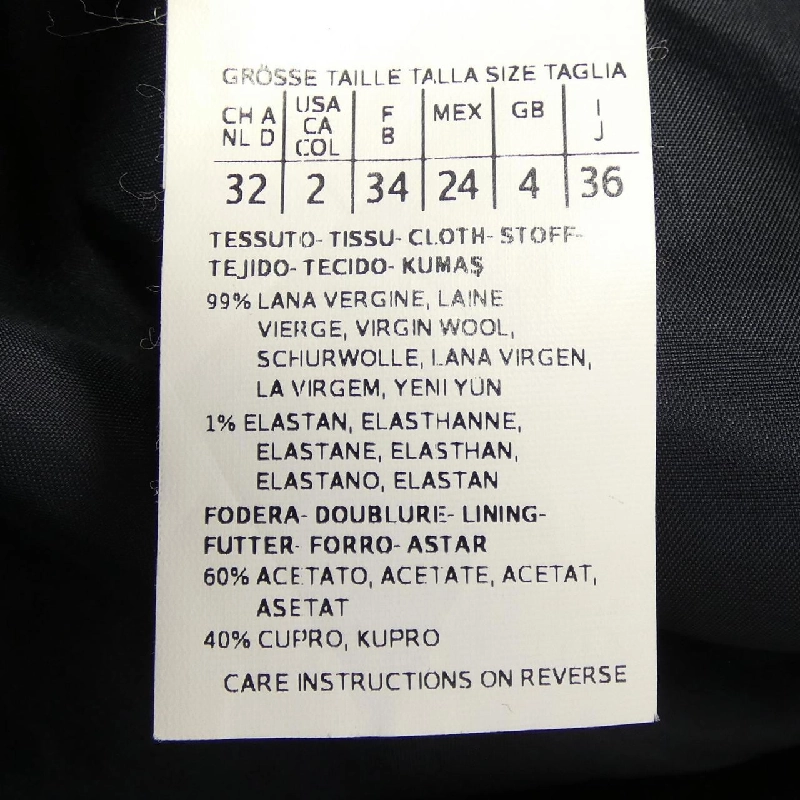 GRÖSSE TAILLE TALLA SIZE TAGLIA
CH A NL D USA CA COL F B MEX GB I J
32 2 34 24 4 36
TESSUTO- TISSU- CLOTH- STOFF-
TEJIDO- TECIDO- KUMAŞ
99% LANA VERGINE, LAINE
VIERGE, VIRGIN WOOL,
SCHURWOLLE, LANA VIRGEN,
LA VIRGEM, YENI YÜN
1% ELASTAN, ELASTHANNE,
ELASTANE, ELASTHAN,
ELASTANO, ELASTAN
FODERA- DOUBLURE- LINING-
FUTTER- FORRO- ASTAR
60% ACETATO, ACETATE, ACETAT,
ASETAT
40% CUPRO, KUPRO
CARE INSTRUCTIONS ON REVERSE